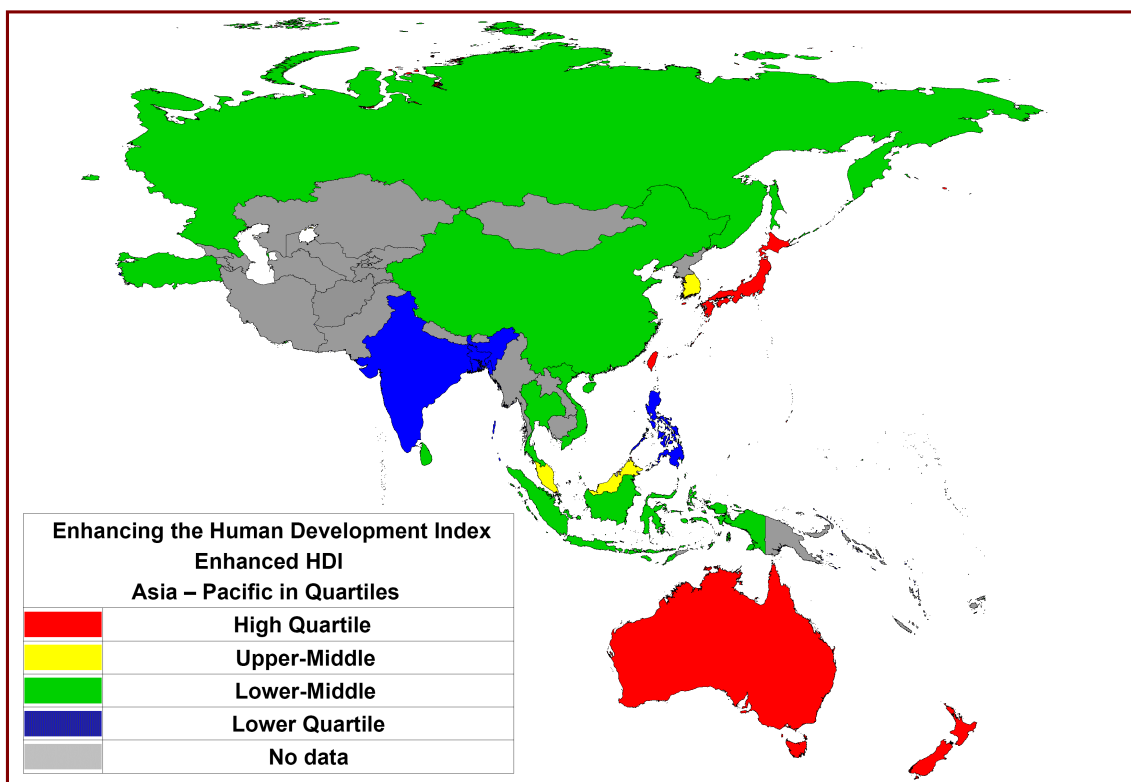 Enhancing the Human Development Index
Enhanced HDI
Asia – Pacific in Quartiles
High Quartile
Upper-Middle
Lower-Middle
Lower Quartile
No data